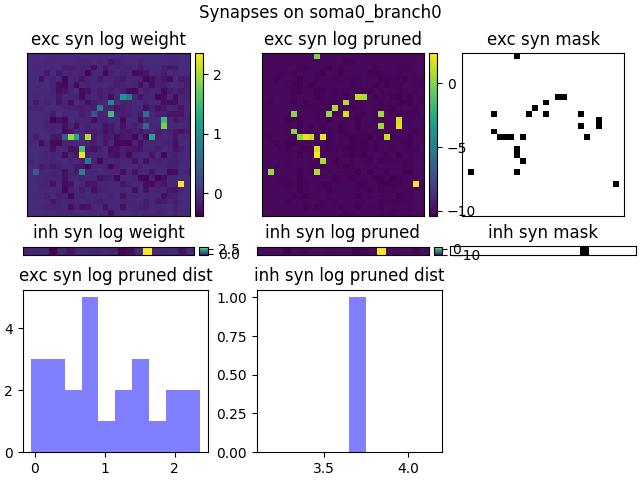 Synapses on soma0_branch0
exc syn log weight
exc syn log pruned
exc syn mask
2
1
0
0
−5
−10
inh syn log weight
inh syn log pruned
inh syn mask
2.5
0.0
0
10
exc syn log pruned dist
inh syn log pruned dist
4
2
0
0
1
2
1.00
0.75
0.50
0.25
0.00
3.5
4.0